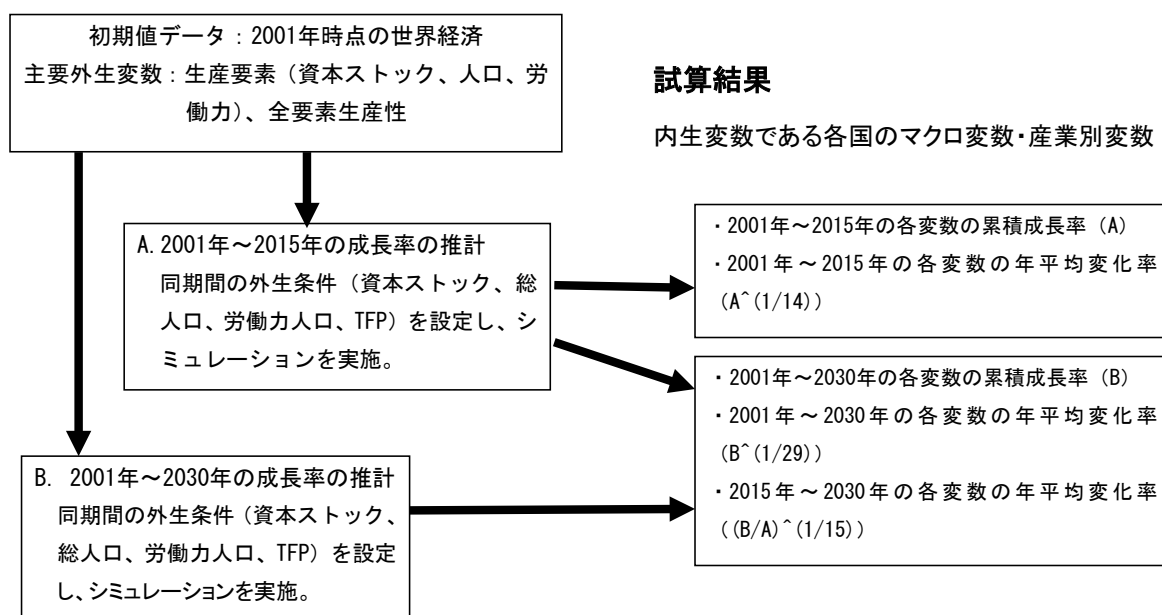 初期値データ:2001年時点の世界経済
主要外生変数:生産要素(資本ストック、人口、労
働力)、全要素生産性
試算結果
内生変数である各国のマクロ変数・産業別変数
A. 2001年～2015年の成長率の推計
同期間の外生条件(資本ストック、総
人口、労働力人口、TFP)を設定し、シ
ミュレーションを実施。
・2001年～2015年の各変数の累積成長率(A)
・2001年～2015年の各変数の年平均変化率
(A^(1/14))
・2001年～2030年の各変数の累積成長率(B)
・2001年～2030年の各変数の年平均変化率
(B^(1/29))
・2015年～2030年の各変数の年平均変化率
((B/A)^(1/15))
B. 2001年～2030年の成長率の推計
同期間の外生条件(資本ストック、
総人口、労働力人口、TFP)を設定
し、シミュレーションを実施。